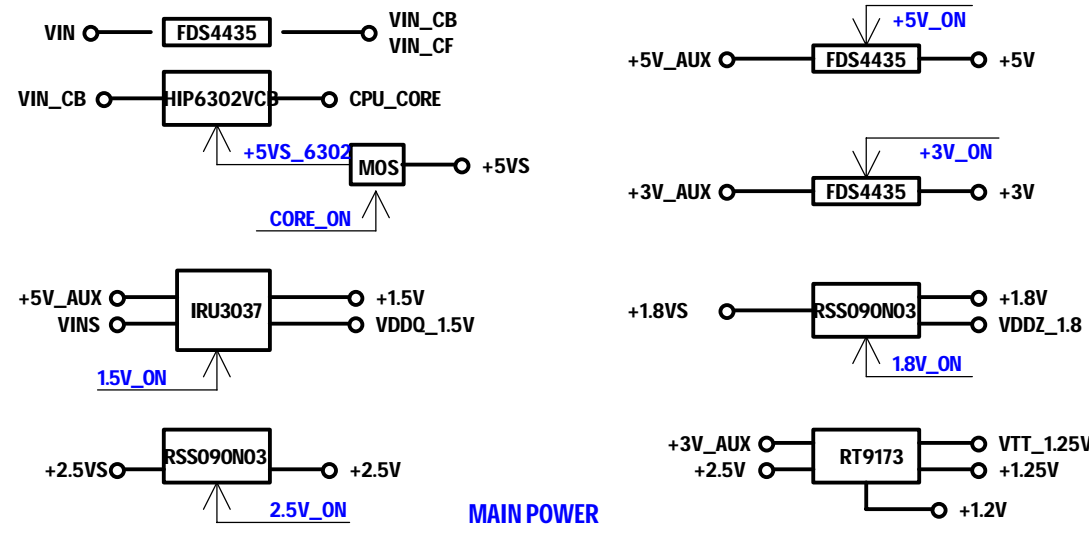 VIN FDS4435 VIN_CB
VIN_CF
VIN_CB HIP6302VCB CPU_CORE
+5VS_6302 MOS +5VS
CORE_ON
+5V_AUX IRU3037 +1.5V
VINS VDDQ_1.5V
1.5V_ON
+2.5VS RSS090N03 +2.5V
2.5V_ON
+5V_ON
+5V_AUX FDS4435 +5V
+3V_ON
+3V_AUX FDS4435 +3V
+1.8VS RSS090N03 +1.8V
VDDZ_1.8
1.8V_ON
+3V_AUX RT9173 VTT_1.25V
+2.5V +1.25V
+1.2V
MAIN POWER